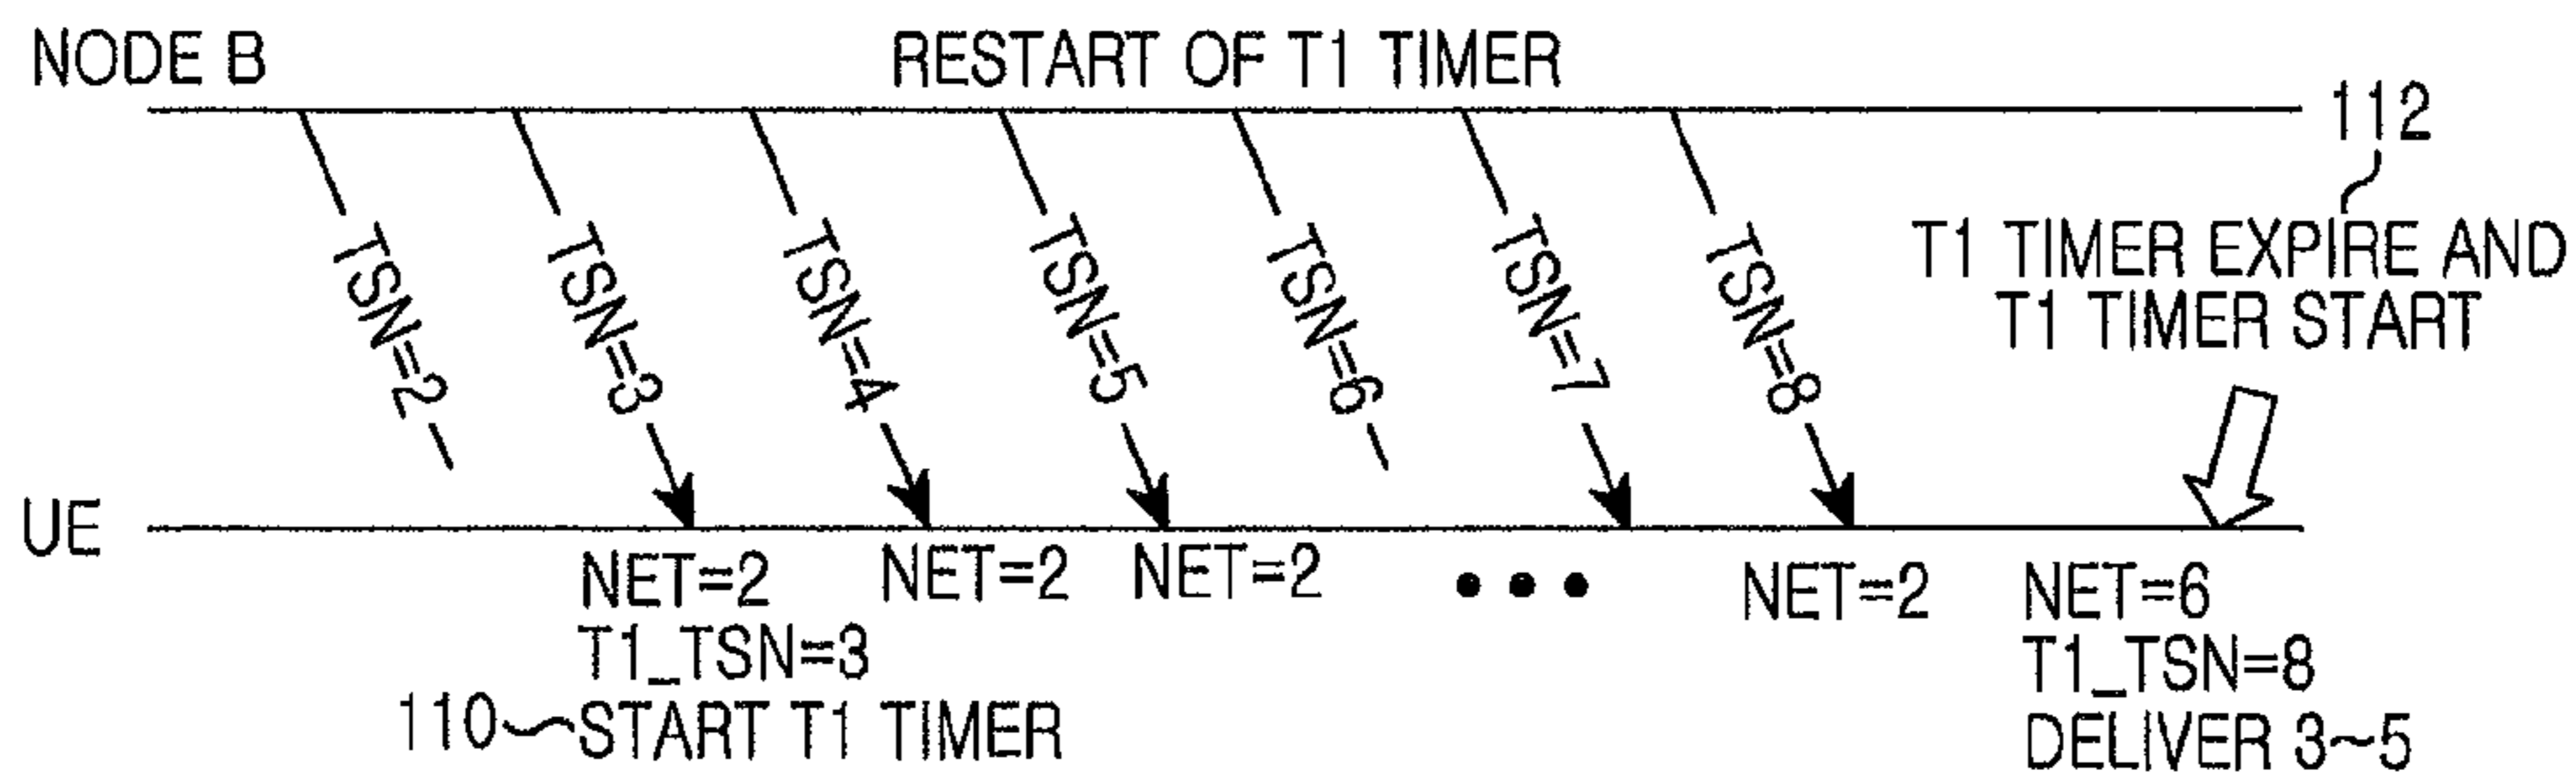 NODE B
RESTART OF T1 TIMER
112
T1 TIMER EXPIRE AND
T1 TIMER START
TSN=2
TSN=3
TSN=4
TSN=5
TSN=6
TSN=7
TSN=8
UE
NET=2
T1_TSN=3
110 START T1 TIMER
NET=2
NET=2
•••
NET=2
NET=6
T1_TSN=8
DELIVER 3~5